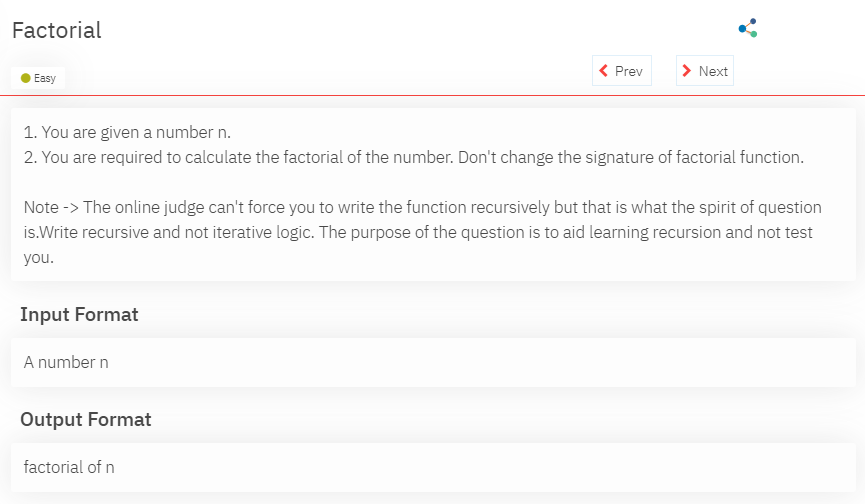 Factorial
Easy
Prev
Next
1. You are given a number n.
2. You are required to calculate the factorial of the number. Don't change the signature of factorial function.
Note -> The online judge can't force you to write the function recursively but that is what the spirit of question
is.Write recursive and not iterative logic. The purpose of the question is to aid learning recursion and not test
you.
Input Format
A number n
Output Format
factorial of n